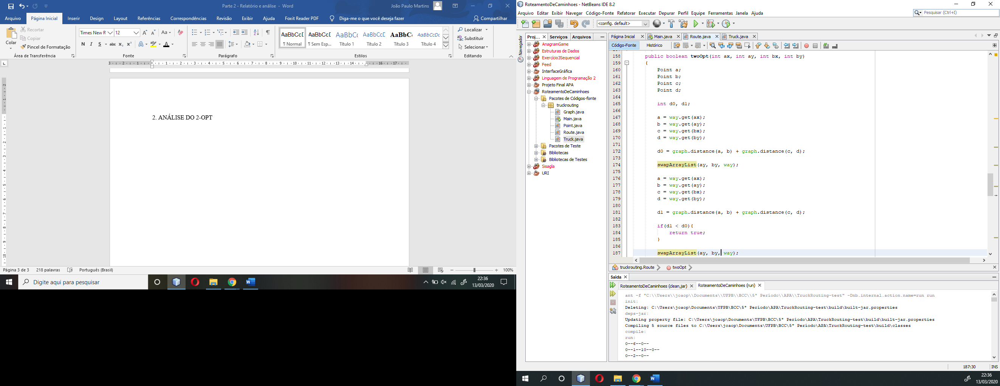 Parte 2 - Relatório e análise - Word
João Paulo Martins
Arquivo Página Inicial Inserir Design Layout Referências Correspondências Revisão Exibir Ajuda Foxit Reader PDF Diga-me o que você deseja fazer Compartilhar
Colar
Recortar
Copiar
Pincel de Formatação
Área de Transferência
Times New R 12
N I S abc x₂ x²
Fonte
Parágrafo
AaBbCcD AaBbCcD AaBbCc AaBbCcD AaBbCc AaBbCcDc
¶ Normal ¶ Sem Esp... Título 1 Título 2 Título 3 Título 4
Estilos
Localizar
Substituir
Selecionar
Editando
2. ANÁLISE DO 2-OPT
Página 3 de 3 218 palavras Português (Brasil) 100%
Digite aqui para pesquisar
22:36
13/03/2020
RoteamentoDeCaminhoes - NetBeans IDE 8.2
Arquivo Editar Exibir Navegar Código-Fonte Refatorar Executar Depurar Perfil Equipe Ferramentas Janela Ajuda
Pesquisar (Ctrl+I)
<config. default>
Navegador
Proj... Serviços Arquivos
AnagramGame
Estruturas de Dados
Exercício3Sequencial
Feed
InterfaceGráfica
Linguagem de Programação 2
Projeto Final APA
RoteamentoDeCaminhoes
Pacotes de Códigos-fonte
truckrouting
Graph.java
Main.java
Point.java
Route.java
Truck.java
Pacotes de Teste
Bibliotecas
Bibliotecas de Testes
Sisagla
URI
Página Inicial Main.java Route.java Truck.java
Código-Fonte Histórico
158 public boolean twoOpt(int ax, int ay, int bx, int by)
159 {
160 Point a;
161 Point b;
162 Point c;
163 Point d;
164
165 int d0, d1;
166
167 a = way.get(ax);
168 b = way.get(ay);
169 c = way.get(bx);
170 d = way.get(by);
171
172 d0 = graph.distance(a, b) + graph.distance(c, d);
173
174 swapArrayList(ay, by, way);
175
176 a = way.get(ax);
177 b = way.get(ay);
178 c = way.get(bx);
179 d = way.get(by);
180
181 d1 = graph.distance(a, b) + graph.distance(c, d);
182
183 if(d1 < d0){
184 return true;
185 }
186
187 swapArrayList(ay, by, way);
truckrouting.Route twoOpt
Saída
RoteamentoDeCaminhoes (clean,jar) RoteamentoDeCaminhoes (run)
ant -f "C:\\Users\\joaop\\Documents\\UFPB\\BCC\\5° Período\\APA\\TruckRouting-test" -Dnb.internal.action.name=run run
init:
Deleting: C:\Users\joaop\Documents\UFPB\BCC\5° Período\APA\TruckRouting-test\build\built-jar.properties
deps-jar:
Updating property file: C:\Users\joaop\Documents\UFPB\BCC\5° Período\APA\TruckRouting-test\build\built-jar.properties
Compiling 5 source files to C:\Users\joaop\Documents\UFPB\BCC\5° Período\APA\TruckRouting-test\build\classes
compile:
run:
0--6--0--
0--1--10--0--
0--2--0--
187:30 INS
22:36
13/03/2020